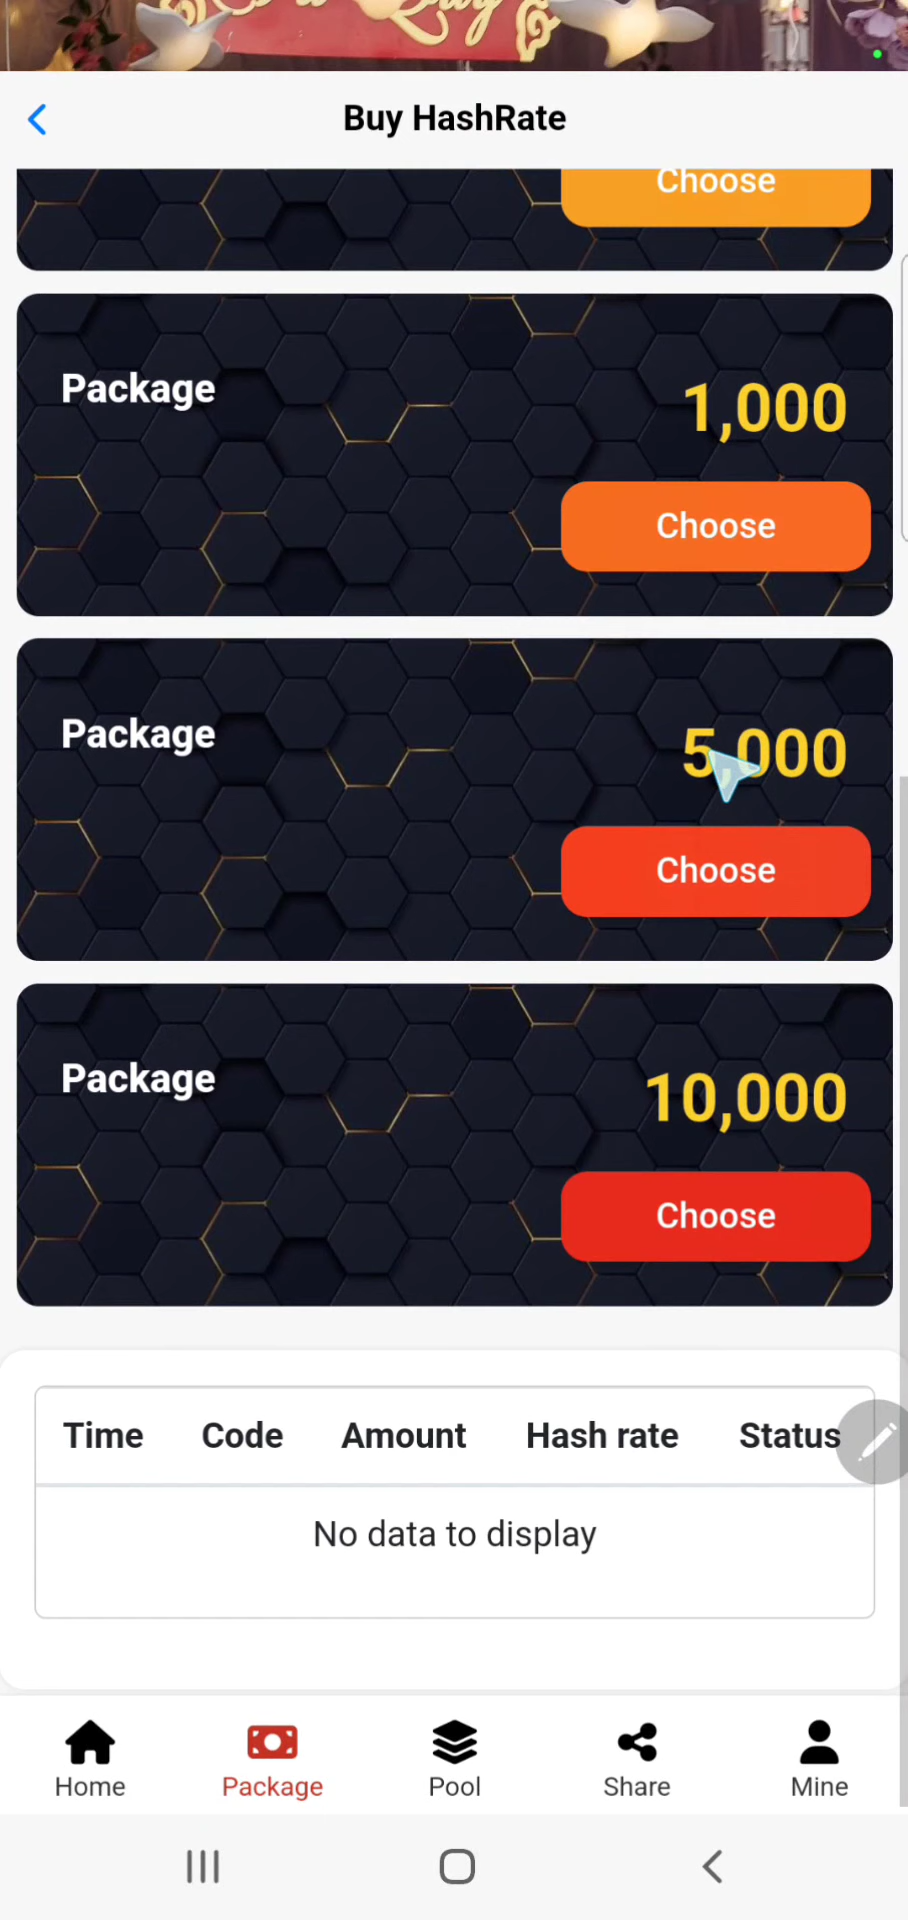 Buy HashRate
Choose
Package
1,000
Choose
Package
5,000
Choose
Package
10,000
Choose
Time Code Amount Hash rate Status
No data to display
Home Package Pool Share Mine